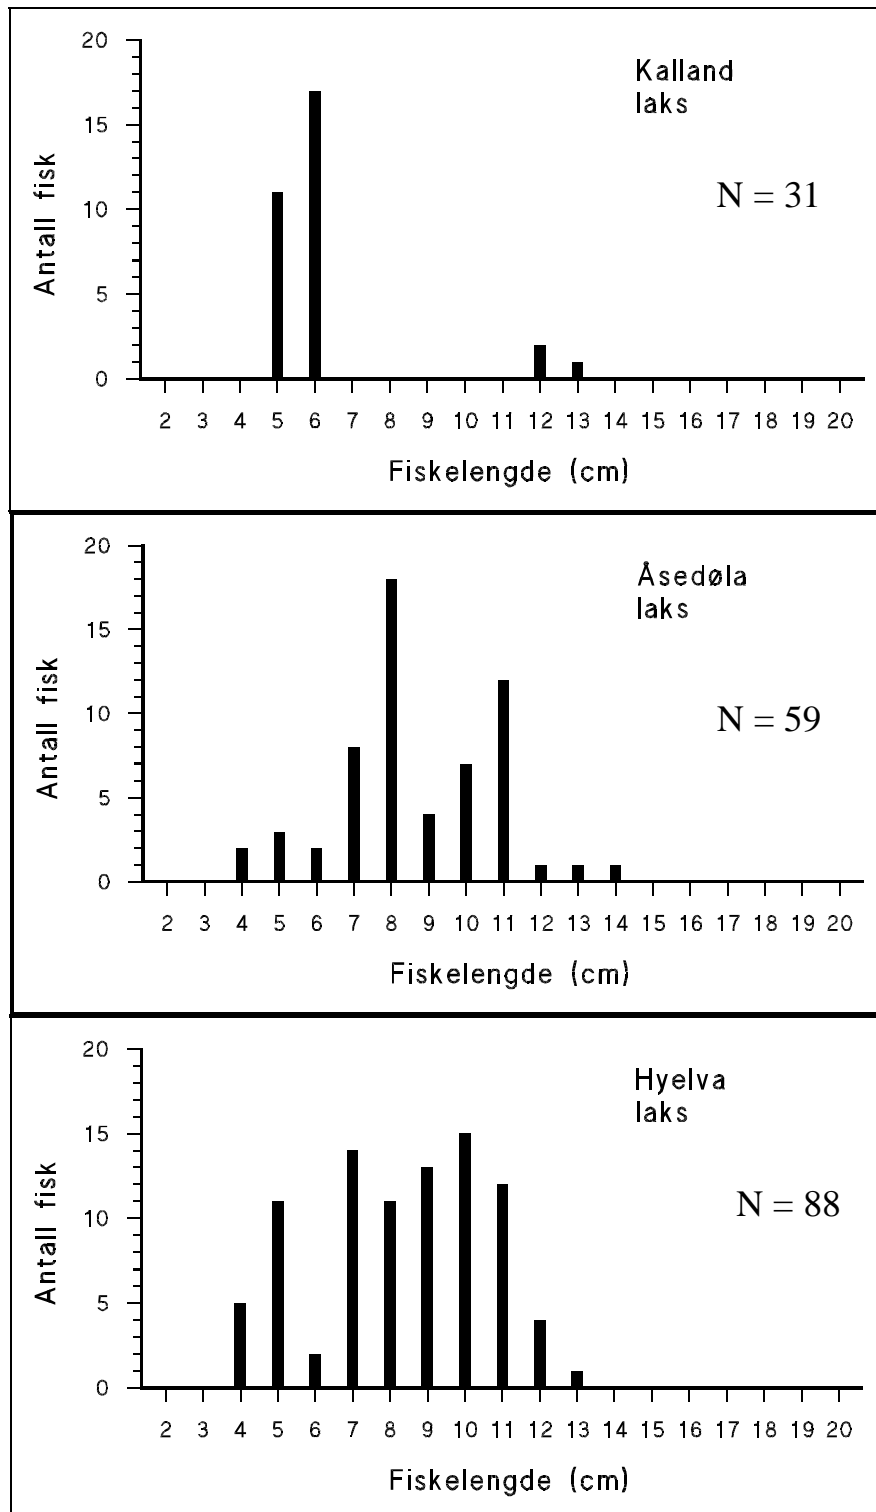 20
15
10
5
0
Antall fisk
Kalland
laks
N = 31
2 3 4 5 6 7 8 9 10 11 12 13 14 15 16 17 18 19 20
Fiskelengde (cm)
20
15
10
5
0
Antall fisk
Åsedøla
laks
N = 59
2 3 4 5 6 7 8 9 10 11 12 13 14 15 16 17 18 19 20
Fiskelengde (cm)
20
15
10
5
0
Antall fisk
Hyelva
laks
N = 88
2 3 4 5 6 7 8 9 10 11 12 13 14 15 16 17 18 19 20
Fiskelengde (cm)